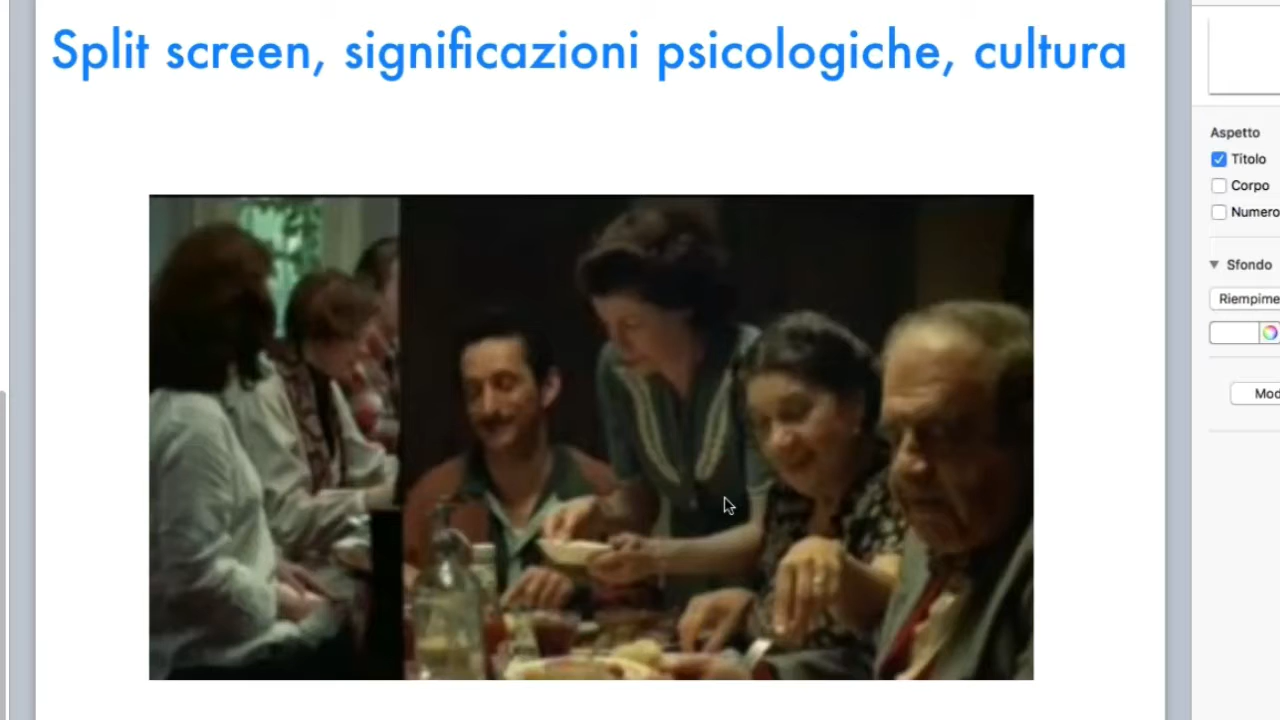 Split screen, significazioni psicologiche, cultura
Aspetto
Titolo
Corpo
Numero
Sfondo
Riempime
Mod